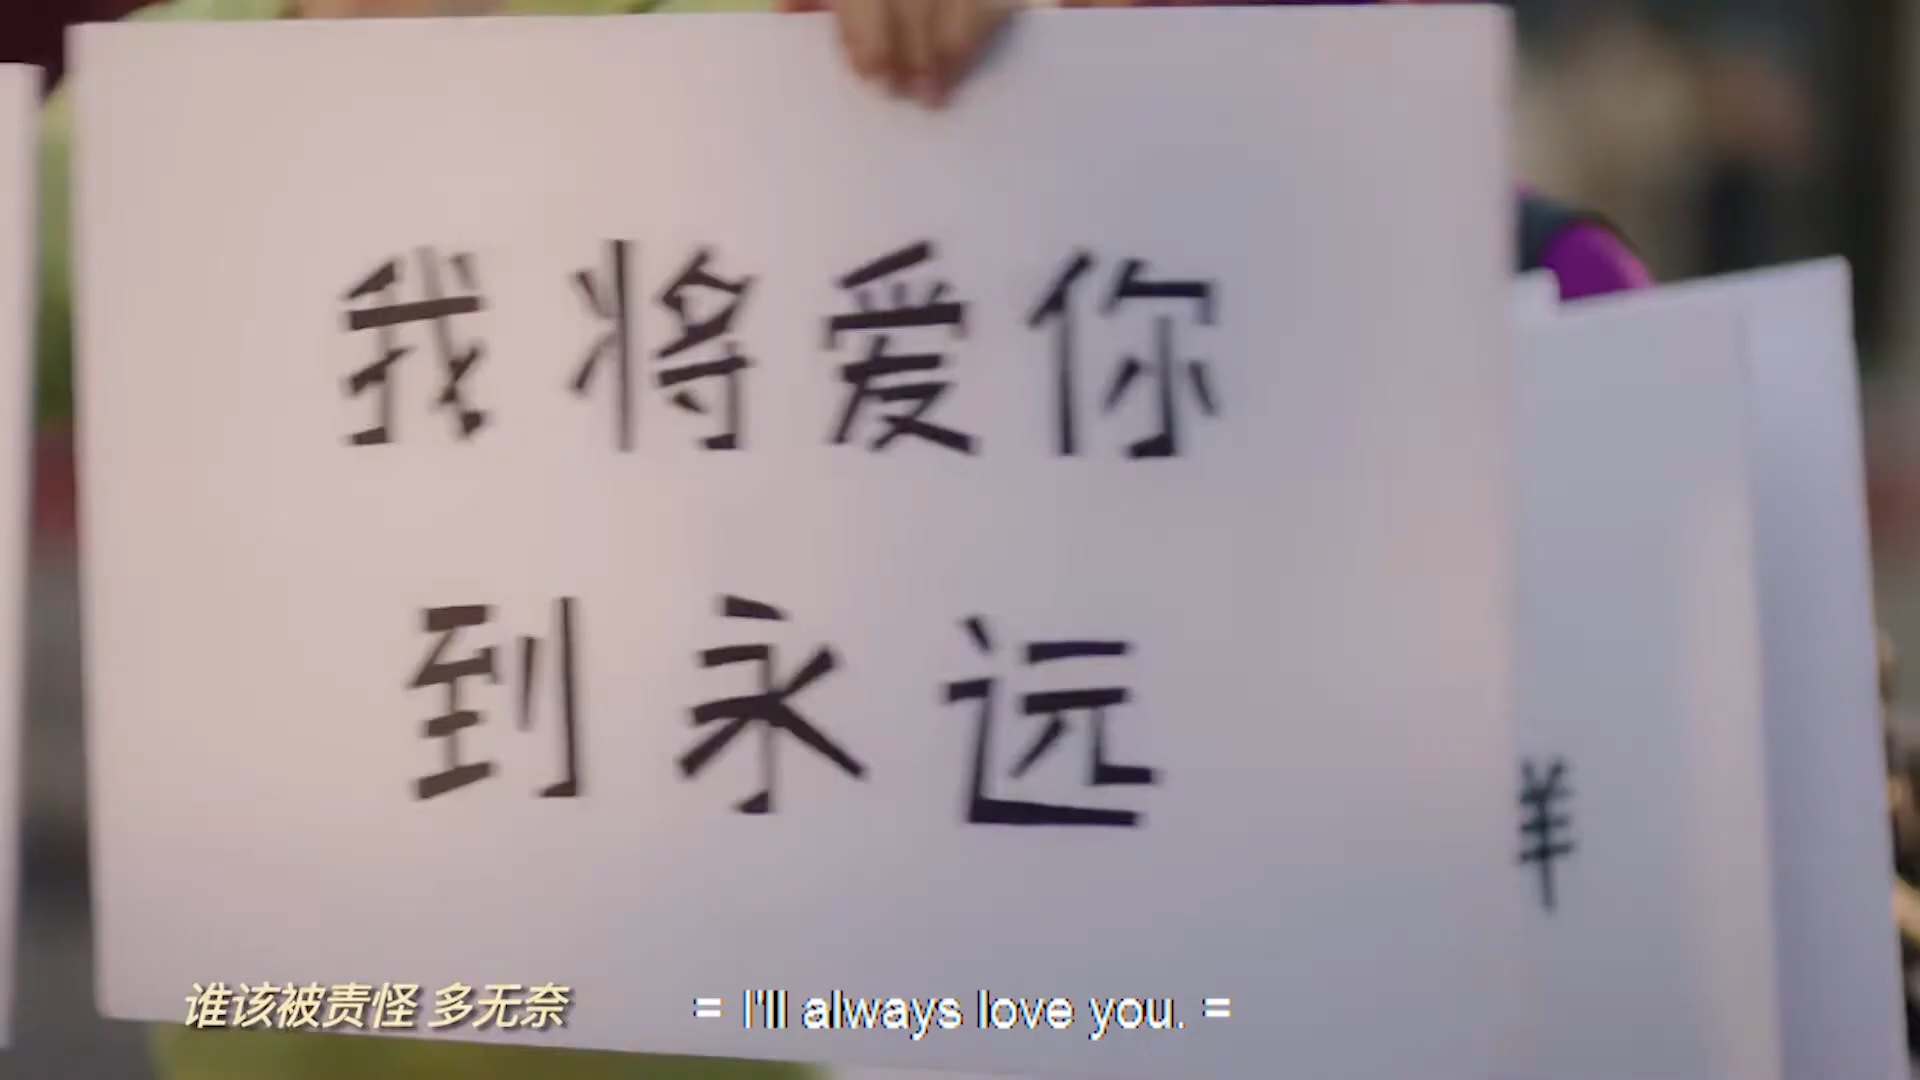 我将爱你
到永远
谁该被责怪 多无奈
= I'll always love you. =